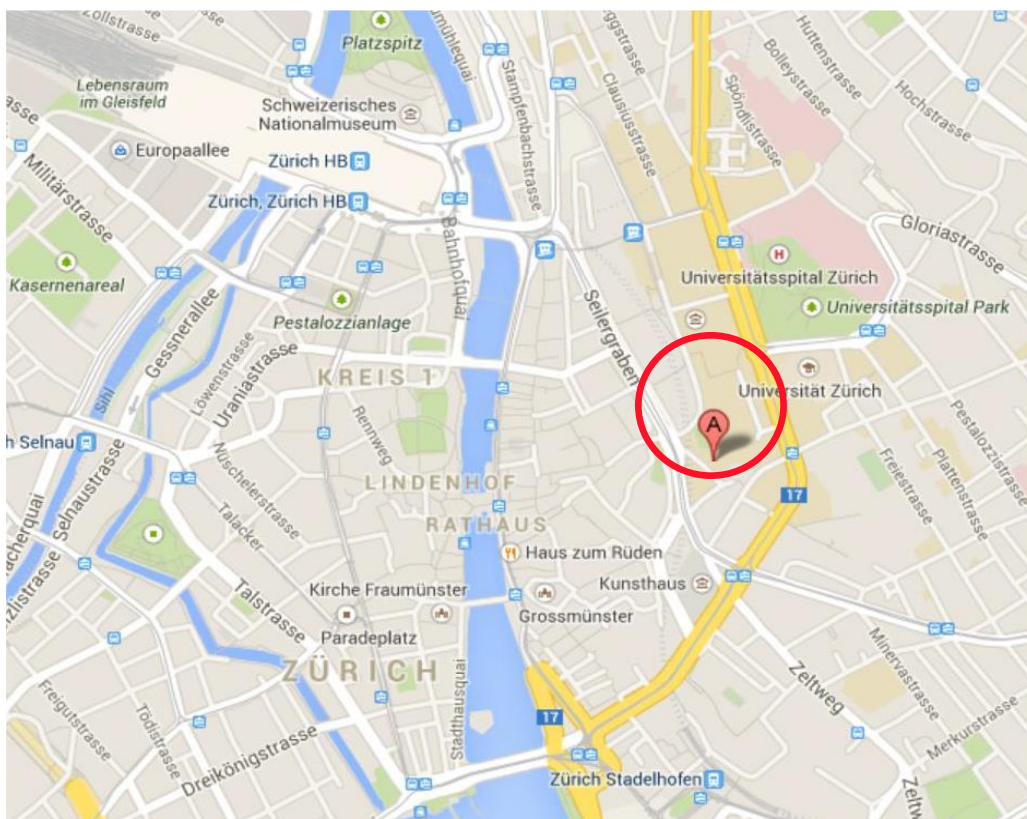 Zollstrasse
Platzspitz
Lebensraum
im Gleisfeld
Schweizerisches
Nationalmuseum
Europaallee
Zürich HB
Zürich, Zürich HB
Militärstrasse
Kasernenareal
Gessnerallee
Pestalozzianlage
Bahnhofquai
Stampfenbachstrasse
Clausiusstrasse
Spöndlistrasse
Bolleystrasse
Huttenstrasse
Hochstrasse
Gloriastrasse
H
Universitätsspital Zürich
Universitätsspital Park
Seilergraben
Universität Zürich
A
KREIS 1
Löwenstrasse
Uraniastrasse
Rennweg
Sihl
h Selnau
Selnaustrasse
Nüschelerstrasse
Talacker
LINDENHOF
RATHAUS
Haus zum Rüden
17
Freiestrasse
Plattenstrasse
Pestalozzistrasse
Kirche Fraumünster
Grossmünster
Kunsthaus
Paradeplatz
Talstrasse
ZÜRICH
Stadthausquai
17
Zeltweg
Minervastrasse
Merkurstrasse
Freigutstrasse
Tödistrasse
Dreikönigstrasse
Zürich Stadelhofen
Zeltw